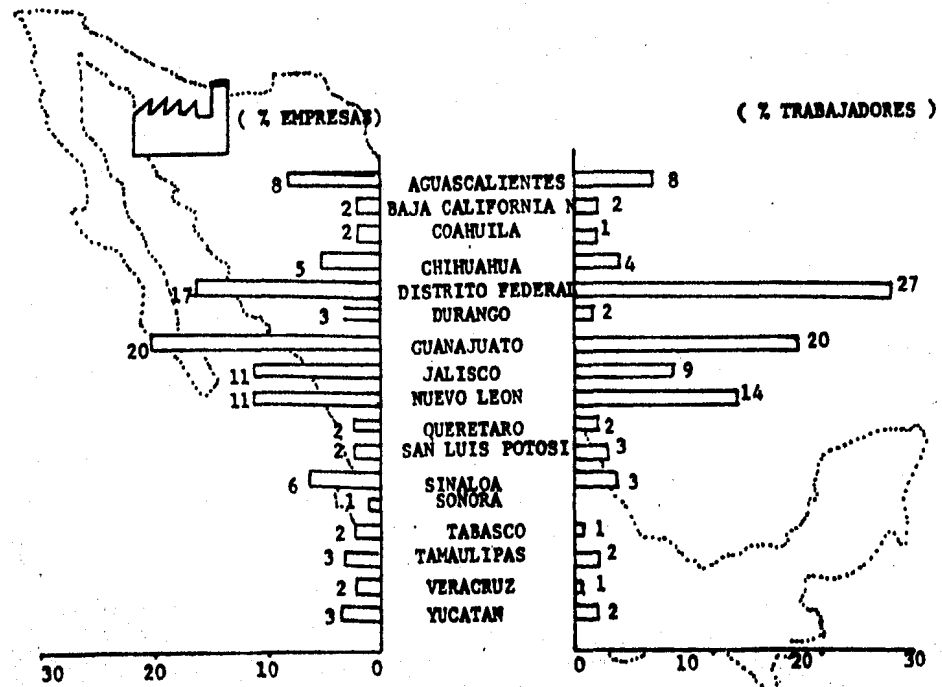 ( % EMPRESAS) ( % TRABAJADORES )
8 AGUASCALIENTES 8
2 BAJA CALIFORNIA N 2
2 COAHUILA 1
5 CHIHUAHUA 4
17 DISTRITO FEDERAL 27
3 DURANGO 2
20 GUANAJUATO 20
11 JALISCO 9
11 NUEVO LEON 14
2 QUERETARO 2
2 SAN LUIS POTOSI 3
6 SINALOA 3
1 SONORA
2 TABASCO 1
3 TAMAULIPAS 2
2 VERACRUZ 1
3 YUCATAN 2
30 20 10 0 0 10 20 30